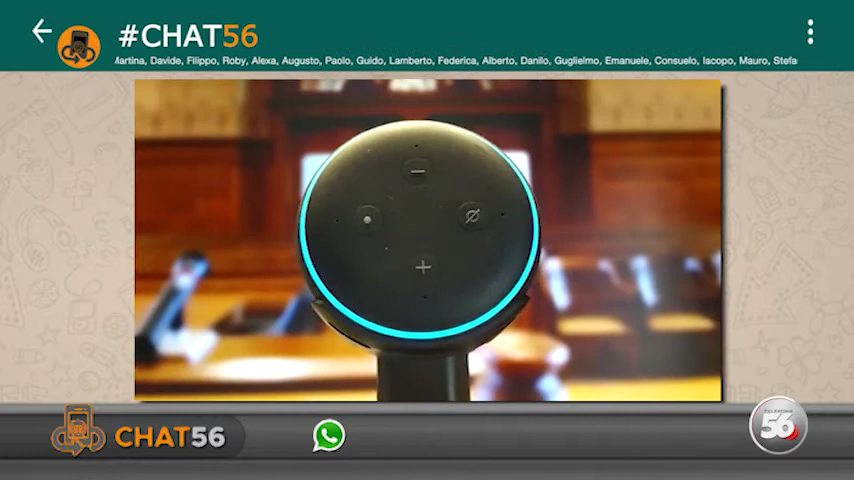 #CHAT56
Martina, Davide, Filippo, Roby, Alexa, Augusto, Paolo, Guido, Lamberto, Federica, Alberto, Danilo, Guglielmo, Emanuele, Consuelo, Iacopo, Mauro, Stefa
CHAT56
TELEROMA
56